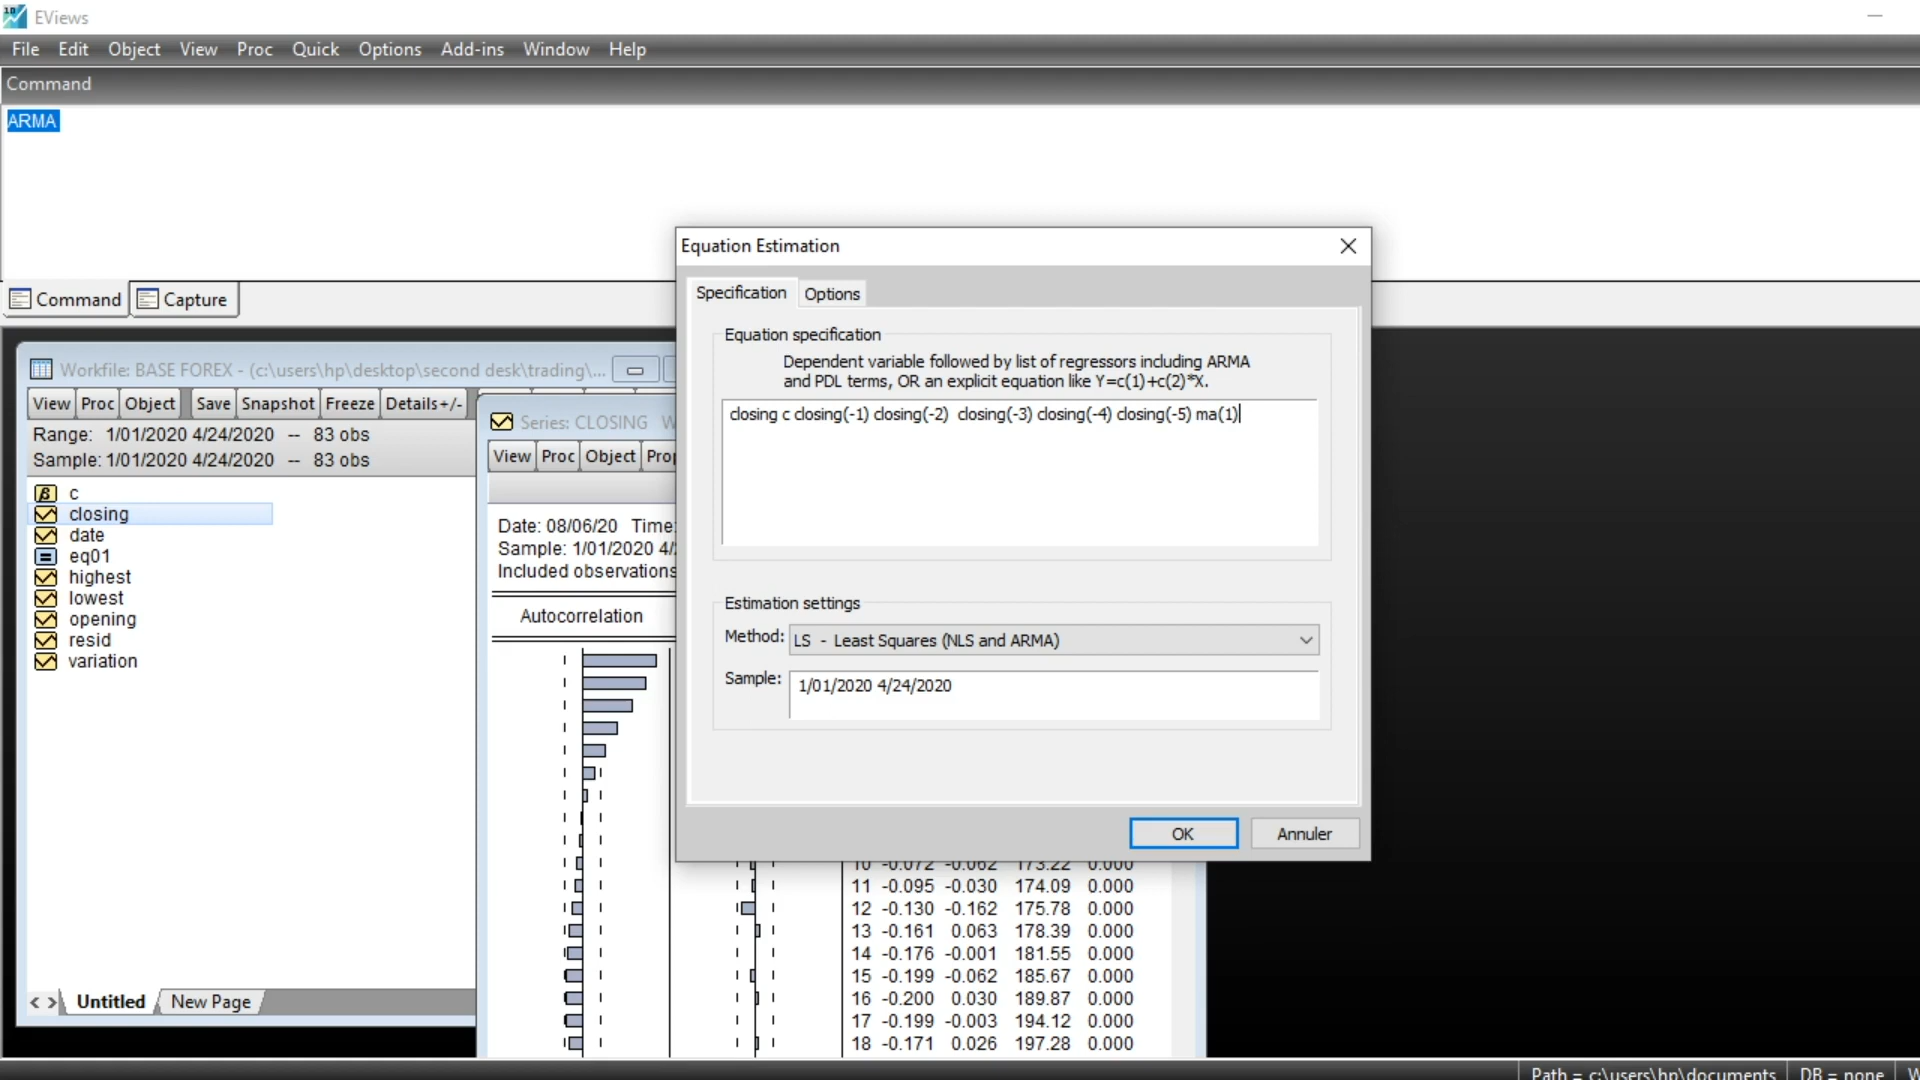 EViews
File Edit Object View Proc Quick Options Add-ins Window Help
Command
ARMA
Command Capture
Workfile: BASE FOREX - (c:\users\hp\desktop\second desk\trading\...
View Proc Object Save Snapshot Freeze Details+/-
Range: 1/01/2020 4/24/2020 -- 83 obs
Sample: 1/01/2020 4/24/2020 -- 83 obs
c
closing
date
eq01
highest
lowest
opening
resid
variation
< > Untitled New Page
Series: CLOSING
View Proc Object
Date: 08/06/20 Time:
Sample: 1/01/2020
Included observations
Autocorrelation
10 -0.072 -0.062 173.22 0.000
11 -0.095 -0.030 174.09 0.000
12 -0.130 -0.162 175.78 0.000
13 -0.161 0.063 178.39 0.000
14 -0.176 -0.001 181.55 0.000
15 -0.199 -0.062 185.67 0.000
16 -0.200 0.030 189.87 0.000
17 -0.199 -0.003 194.12 0.000
18 -0.171 0.026 197.28 0.000
Equation Estimation
Specification Options
Equation specification
Dependent variable followed by list of regressors including ARMA
and PDL terms, OR an explicit equation like Y=c(1)+c(2)*X.
closing c closing(-1) closing(-2) closing(-3) closing(-4) closing(-5) ma(1)
Estimation settings
Method: LS - Least Squares (NLS and ARMA)
Sample: 1/01/2020 4/24/2020
OK Annuler
Path = c:\users\hp\documents DB = none